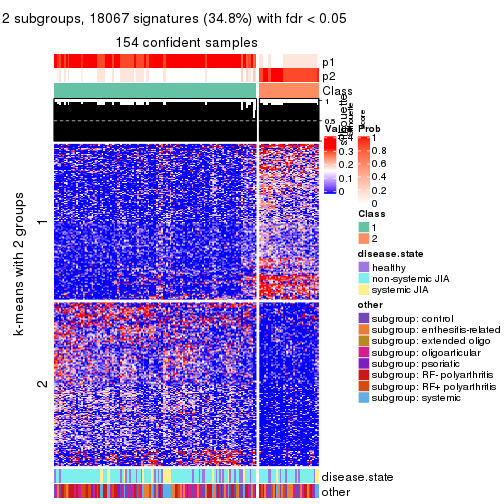 2 subgroups, 18067 signatures (34.8%) with fdr < 0.05
154 confident samples
p1
p2
Class
1
0.5
silhouette
score
Value
0.3
0.2
0.1
0
Prob
1
0.8
0.6
0.4
0.2
0
Class
1
2
disease.state
healthy
non-systemic JIA
systemic JIA
other
subgroup: control
subgroup: enthesitis-related
subgroup: extended oligo
subgroup: oligoarticular
subgroup: psoriatic
subgroup: RF- polyarthritis
subgroup: RF+ polyarthritis
subgroup: systemic
k-means with 2 groups
1
2
disease.state
other